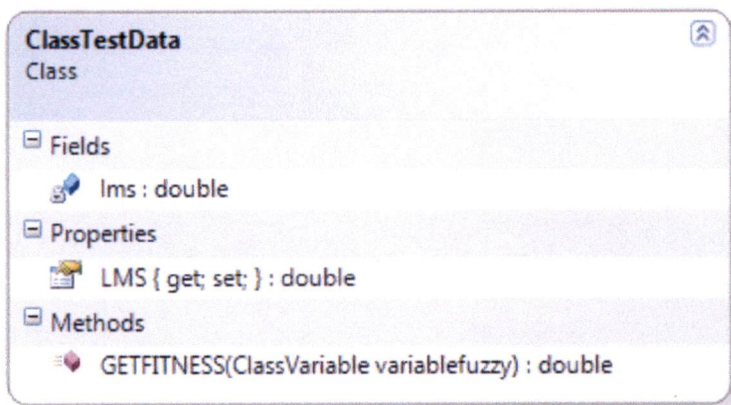 ClassTestData
Class
Fields
lms : double
Properties
LMS { get; set; } : double
Methods
GETFITNESS(ClassVariable variablefuzzy) : double